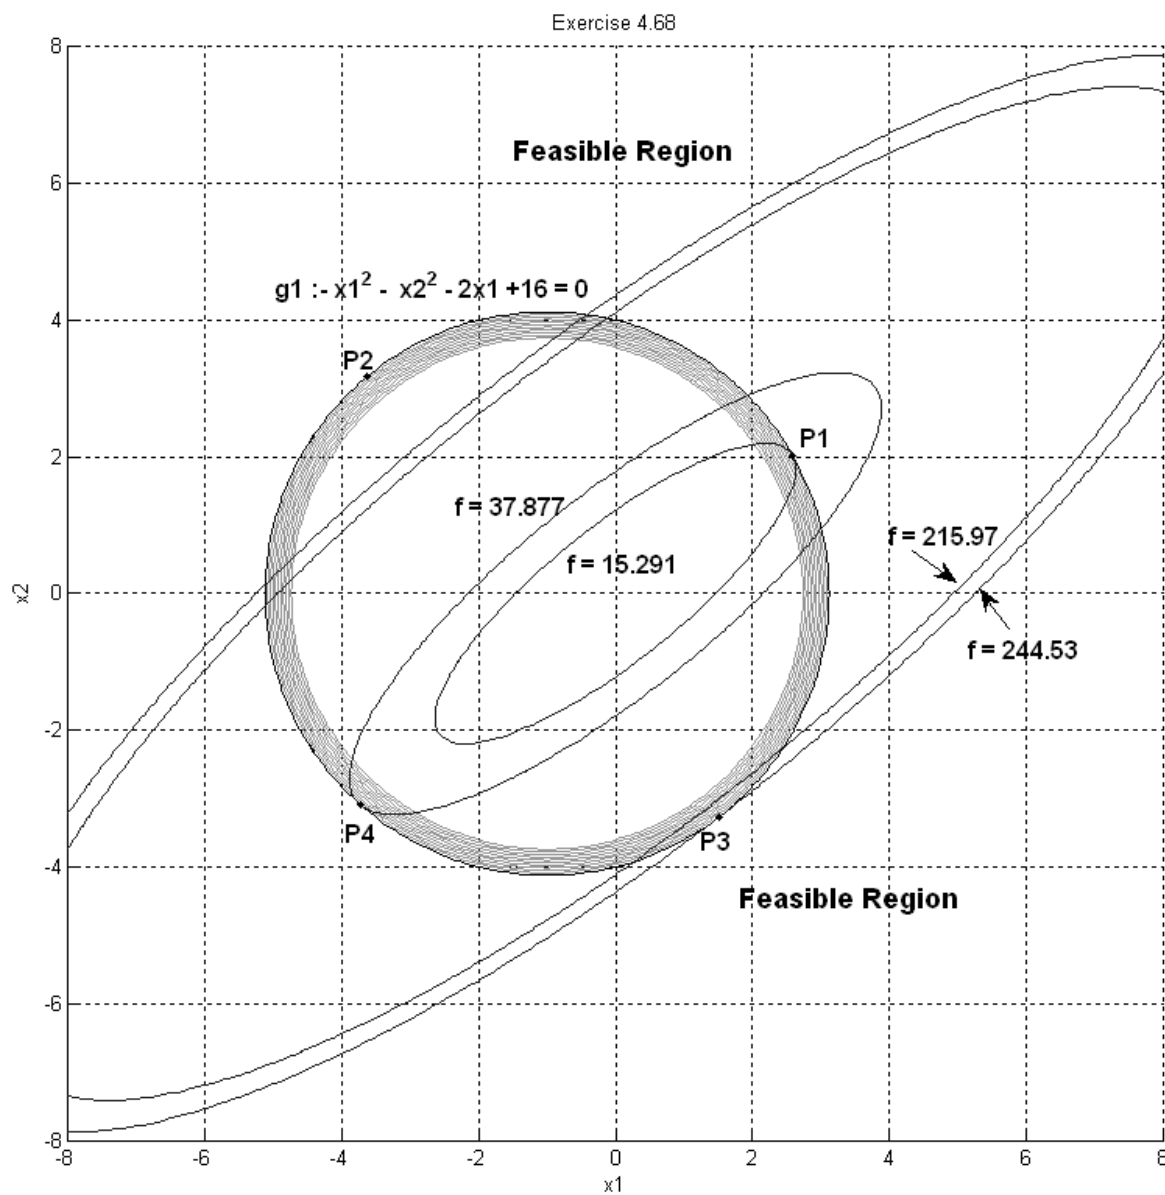 Exercise 4.68
8
Feasible Region
6
g1 :- x1² - x2² - 2x1 +16 = 0
4
P2
P1
2
f = 37.877
f = 15.291
f = 215.97
x2
0
f = 244.53
-2
P4
P3
-4
Feasible Region
-6
-8
-8 -6 -4 -2 0 2 4 6 8
x1